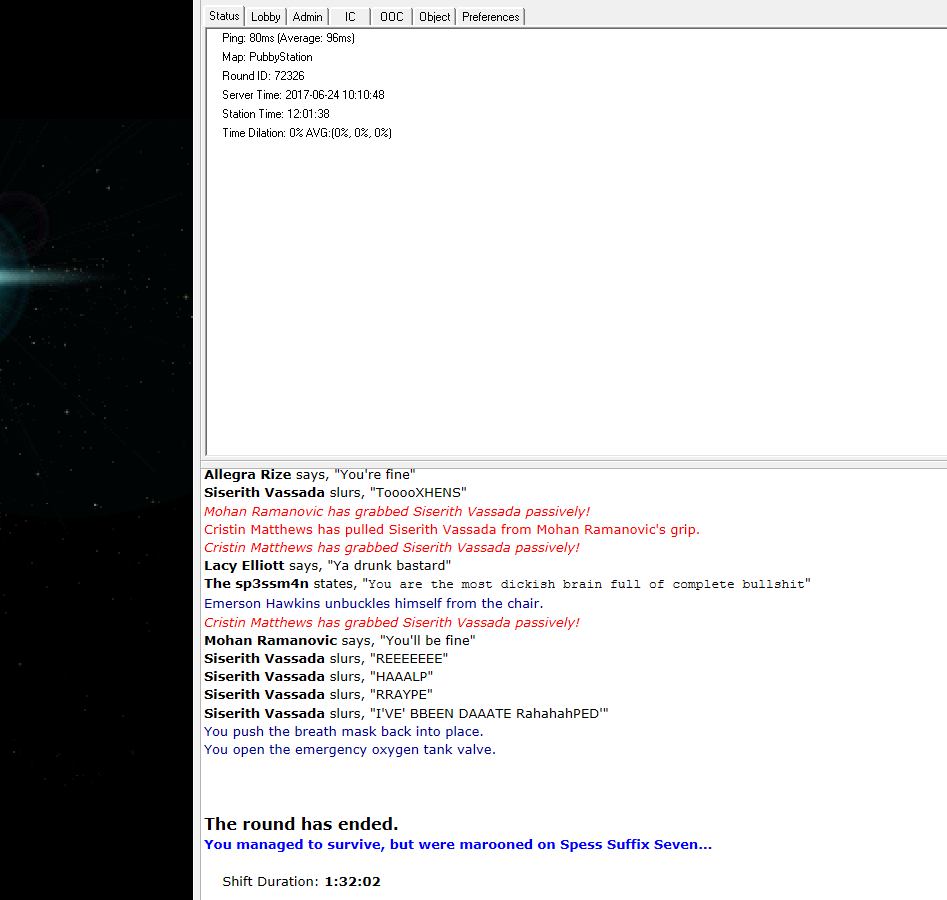 Status Lobby Admin IC OOC Object Preferences
Ping: 80ms (Average: 96ms)
Map: PubbyStation
Round ID: 72326
Server Time: 2017-06-24 10:10:48
Station Time: 12:01:38
Time Dilation: 0% AVG:(0%, 0%, 0%)
Allegra Rize says, "You're fine"
Siserith Vassada slurs, "TooooXHENS"
Mohan Ramanovic has grabbed Siserith Vassada passively!
Cristin Matthews has pulled Siserith Vassada from Mohan Ramanovic's grip.
Cristin Matthews has grabbed Siserith Vassada passively!
Lacy Elliott says, "Ya drunk bastard"
The sp3ssm4n states, "You are the most dickish brain full of complete bullshit"
Emerson Hawkins unbuckles himself from the chair.
Cristin Matthews has grabbed Siserith Vassada passively!
Mohan Ramanovic says, "You'll be fine"
Siserith Vassada slurs, "REEEEEEE"
Siserith Vassada slurs, "HAAALP"
Siserith Vassada slurs, "RRAYPE"
Siserith Vassada slurs, "I'VE' BBEEN DAAATE RahahahPED'"
You push the breath mask back into place.
You open the emergency oxygen tank valve.
The round has ended.
You managed to survive, but were marooned on Spess Suffix Seven...
Shift Duration: 1:32:02